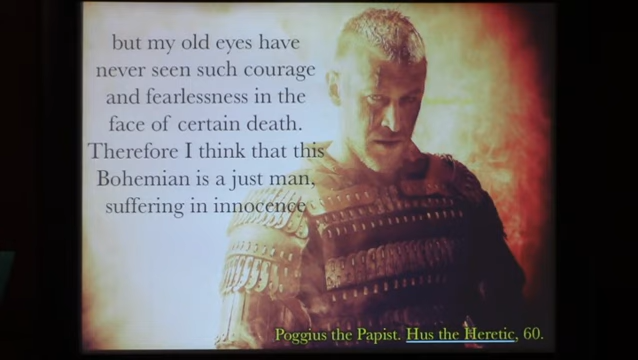 but my old eyes have
never seen such courage
and fearlessness in the
face of certain death.
Therefore I think that this
Bohemian is a just man,
suffering in innocence
Poggius the Papist. Hus the Heretic, 60.